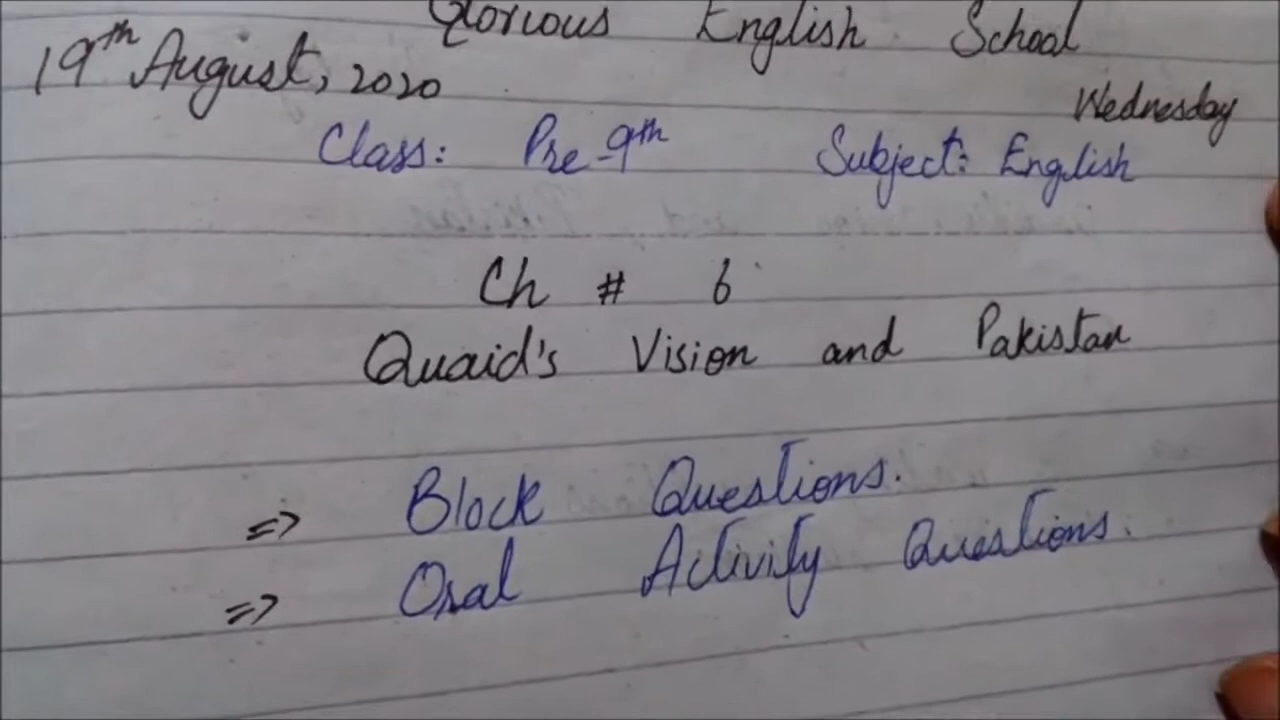 Glorious English School
19th August, 2020
Wednesday
Class: Pre-9th Subject: English
Ch # 6
Quaid's Vision and Pakistan
=> Block Questions.
=> Oral Activity Questions.